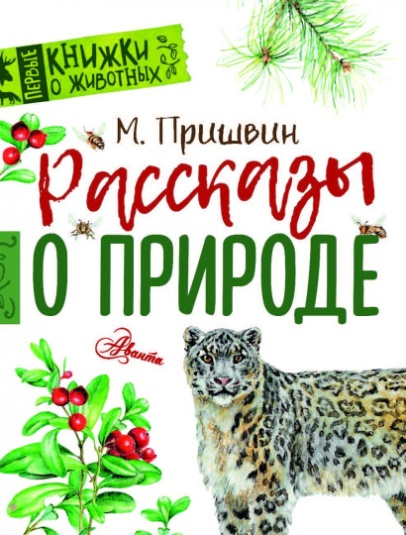 ПЕРВЫЕ
КНИЖКИ
О ЖИВОТНЫХ
М. Пришвин
Рассказы
О ПРИРОДЕ
Аванта